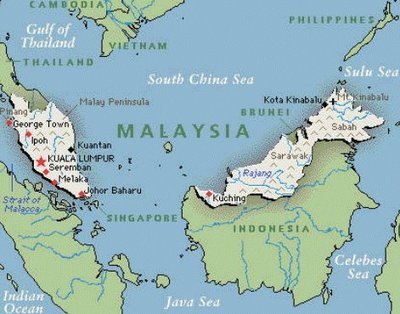 CAMBODIA
Gulf of
Thailand
VIETNAM
THAILAND
South China Sea
Sulu Sea
Pinang
Malay Peninsula
George Town
Ipoh
Kuantan
MALAYSIA
BRUNEI
Kota Kinabalu
Mt Kinabalu
Sabah
KUALA LUMPUR
Seremban
Melaka
Sarawak
Rajang
Strait of
Malacca
Johor Baharu
Kuching
SINGAPORE
INDONESIA
Celebes
Sea
Indian
Ocean
Java Sea